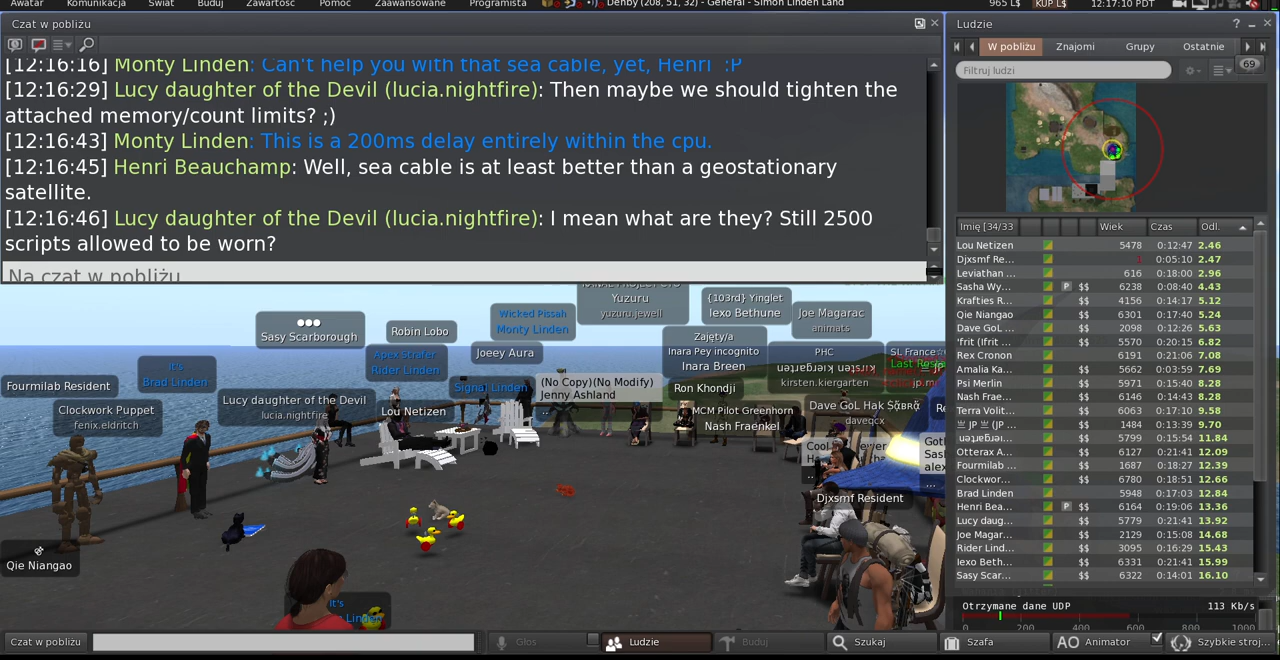 Awatar Komunikacja Świat Buduj Zawartość Pomoc Zaawansowane Programista Denby (208, 51, 32) - General - Simon Linden Land 965 L$ KUP L$ 12:17:10 PDT
Czat w pobliżu
[12:16:16] Monty Linden: Can't help you with that sea cable, yet, Henri :P
[12:16:29] Lucy daughter of the Devil (lucia.nightfire): Then maybe we should tighten the
attached memory/count limits? ;)
[12:16:43] Monty Linden: This is a 200ms delay entirely within the cpu.
[12:16:45] Henri Beauchamp: Well, sea cable is at least better than a geostationary
satellite.
[12:16:46] Lucy daughter of the Devil (lucia.nightfire): I mean what are they? Still 2500
scripts allowed to be worn?
Na czat w pobliżu
Yuzuru
yuzuru.jewell
{103rd} Yinglet
Iexo Bethune
Joe Magarac
animats
Wicked Pissah
Monty Linden
Sasy Scarborough
Robin Lobo
Joeey Aura
Zajęty/a
Inara Pey incognito
Inara Breen
Apex Strafer
Rider Linden
PHC
kirsten.kiergarten
SL France
It's
Brad Linden
Fourmilab Resident
Signal Linden
(No Copy)(No Modify)
Jenny Ashland
..
Ron Khondji
Clockwork Puppet
fenix.eldritch
Lucy daughter of the Devil
lucia.nightfire
Lou Netizen
MCM Pilot Greenhorn
Nash Fraenkel
daveqcx
Djxsmf Resident
Qie Niangao
It's
Linden
Ludzie
W pobliżu Znajomi Grupy Ostatnie
Filtruj ludzi 69
Imię [34/33 Wiek Czas Odl.
Lou Netizen 5478 0:12:47 2.46
Djxsmf Re... 1 0:05:10 2.47
Leviathan ... 616 0:18:00 2.96
Sasha Wy... P $$ 6238 0:08:40 4.43
Krafties R... $$ 4156 0:14:17 5.12
Qie Niangao $$ 6301 0:17:40 5.24
Dave GoL ... $$ 2098 0:12:26 5.63
'frit (Ifrit ... $$ 5570 0:20:15 6.82
Rex Cronon 6191 0:21:06 7.08
Amalia Ka... $$ 5662 0:03:59 7.69
Psi Merlin $$ 5971 0:15:40 8.28
Nash Frae... $$ 6146 0:14:43 8.28
Terra Volit... $$ 6063 0:17:10 9.58
JP $$ 1484 0:13:39 9.70
$$ 5799 0:15:54 11.84
Otterax A... $$ 6127 0:21:41 12.09
Fourmilab ... $$ 1687 0:18:27 12.39
Clockwor... $$ 6780 0:18:51 12.66
Brad Linden 5948 0:17:03 12.84
Henri Bea... P $$ 6164 0:19:06 13.36
Lucy daug... $$ 5779 0:21:41 13.92
Joe Magar... $$ 2129 0:15:08 14.68
Rider Lind... $$ 3095 0:16:29 15.43
Iexo Beth... $$ 6331 0:21:41 15.99
Sasy Scar... $$ 6322 0:14:01 16.10
Otrzymane dane UDP 113 Kb/s
0 200 600 800 1000
Czat w pobliżu Głos Ludzie Buduj Szukaj Szafa AO Animator Szybkie stroj...